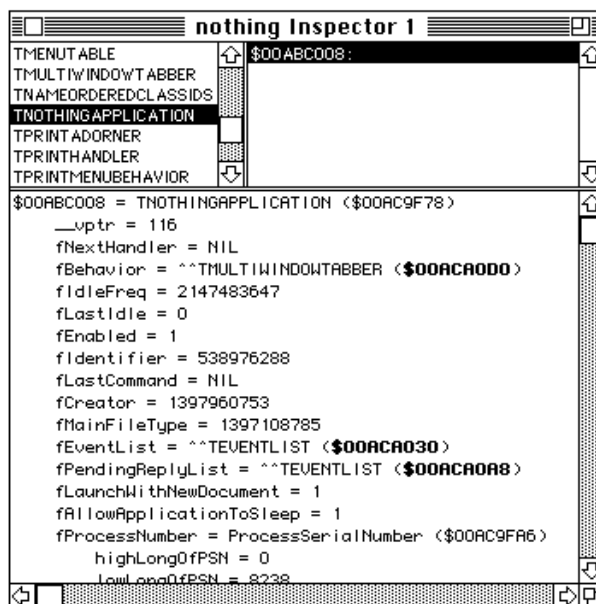 nothing Inspector 1
TMENUTABLE
TMULTIWINDOWTABBER
TNAMEORDEREDCLASSIDS
TNOTHINGAPPLICATION
TPRINTADORNER
TPRINTHANDLER
TPRINTMENUBEHAVIOR
$00ABC008:
$00ABC008 = TNOTHINGAPPLICATION ($00AC9F78)
__vptr = 116
fNextHandler = NIL
fBehavior = ^^TMULTIWINDOWTABBER ($00ACA0D0)
fIdleFreq = 2147483647
fLastIdle = 0
fEnabled = 1
fIdentifier = 538976288
fLastCommand = NIL
fCreator = 1397960753
fMainFileType = 1397108785
fEventList = ^^TEVENTLIST ($00ACA030)
fPendingReplyList = ^^TEVENTLIST ($00ACA0A8)
fLaunchWithNewDocument = 1
fAllowApplicationToSleep = 1
fProcessNumber = ProcessSerialNumber ($00AC9FA6)
highLongOfPSN = 0
lowLongOfPSN = 8238